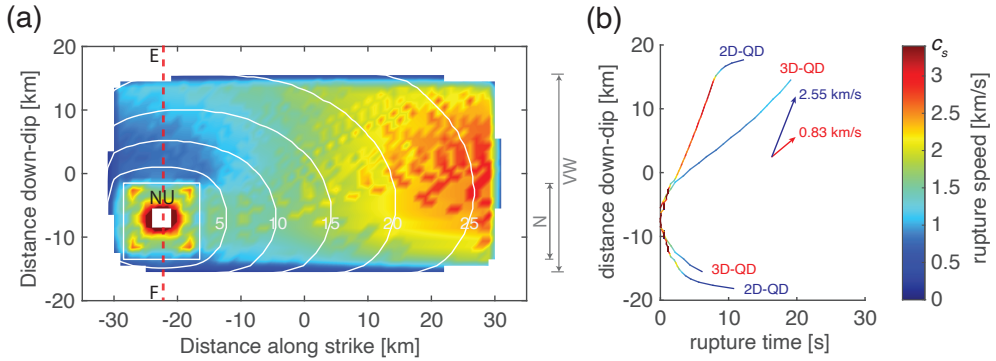 (a)
Distance down-dip [km]
20
10
0
-10
-20
E
NU
F
5
10
15
20
25
-30
-20
-10
0
10
20
30
Distance along strike [km]
N
WW
(b)
distance down-dip [km]
20
10
0
-10
-20
2D-QD
3D-QD
2.55 km/s
0.83 km/s
3D-QD
2D-QD
0
10
20
30
rupture time [s]
cs
3
2.5
2
1.5
1
0.5
0
rupture speed [km/s]